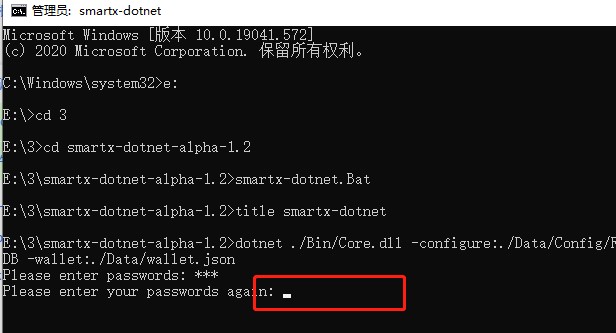 管理员: smartx-dotnet
Microsoft Windows [版本 10.0.19041.572]
(c) 2020 Microsoft Corporation. 保留所有权利。
C:\Windows\system32>e:
E:\>cd 3
E:\3>cd smartx-dotnet-alpha-1.2
E:\3\smartx-dotnet-alpha-1.2>smartx-dotnet.Bat
E:\3\smartx-dotnet-alpha-1.2>title smartx-dotnet
E:\3\smartx-dotnet-alpha-1.2>dotnet ./Bin/Core.dll -configure:./Data/Config/
DB -wallet:./Data/wallet.json
Please enter passwords: ***
Please enter your passwords again: